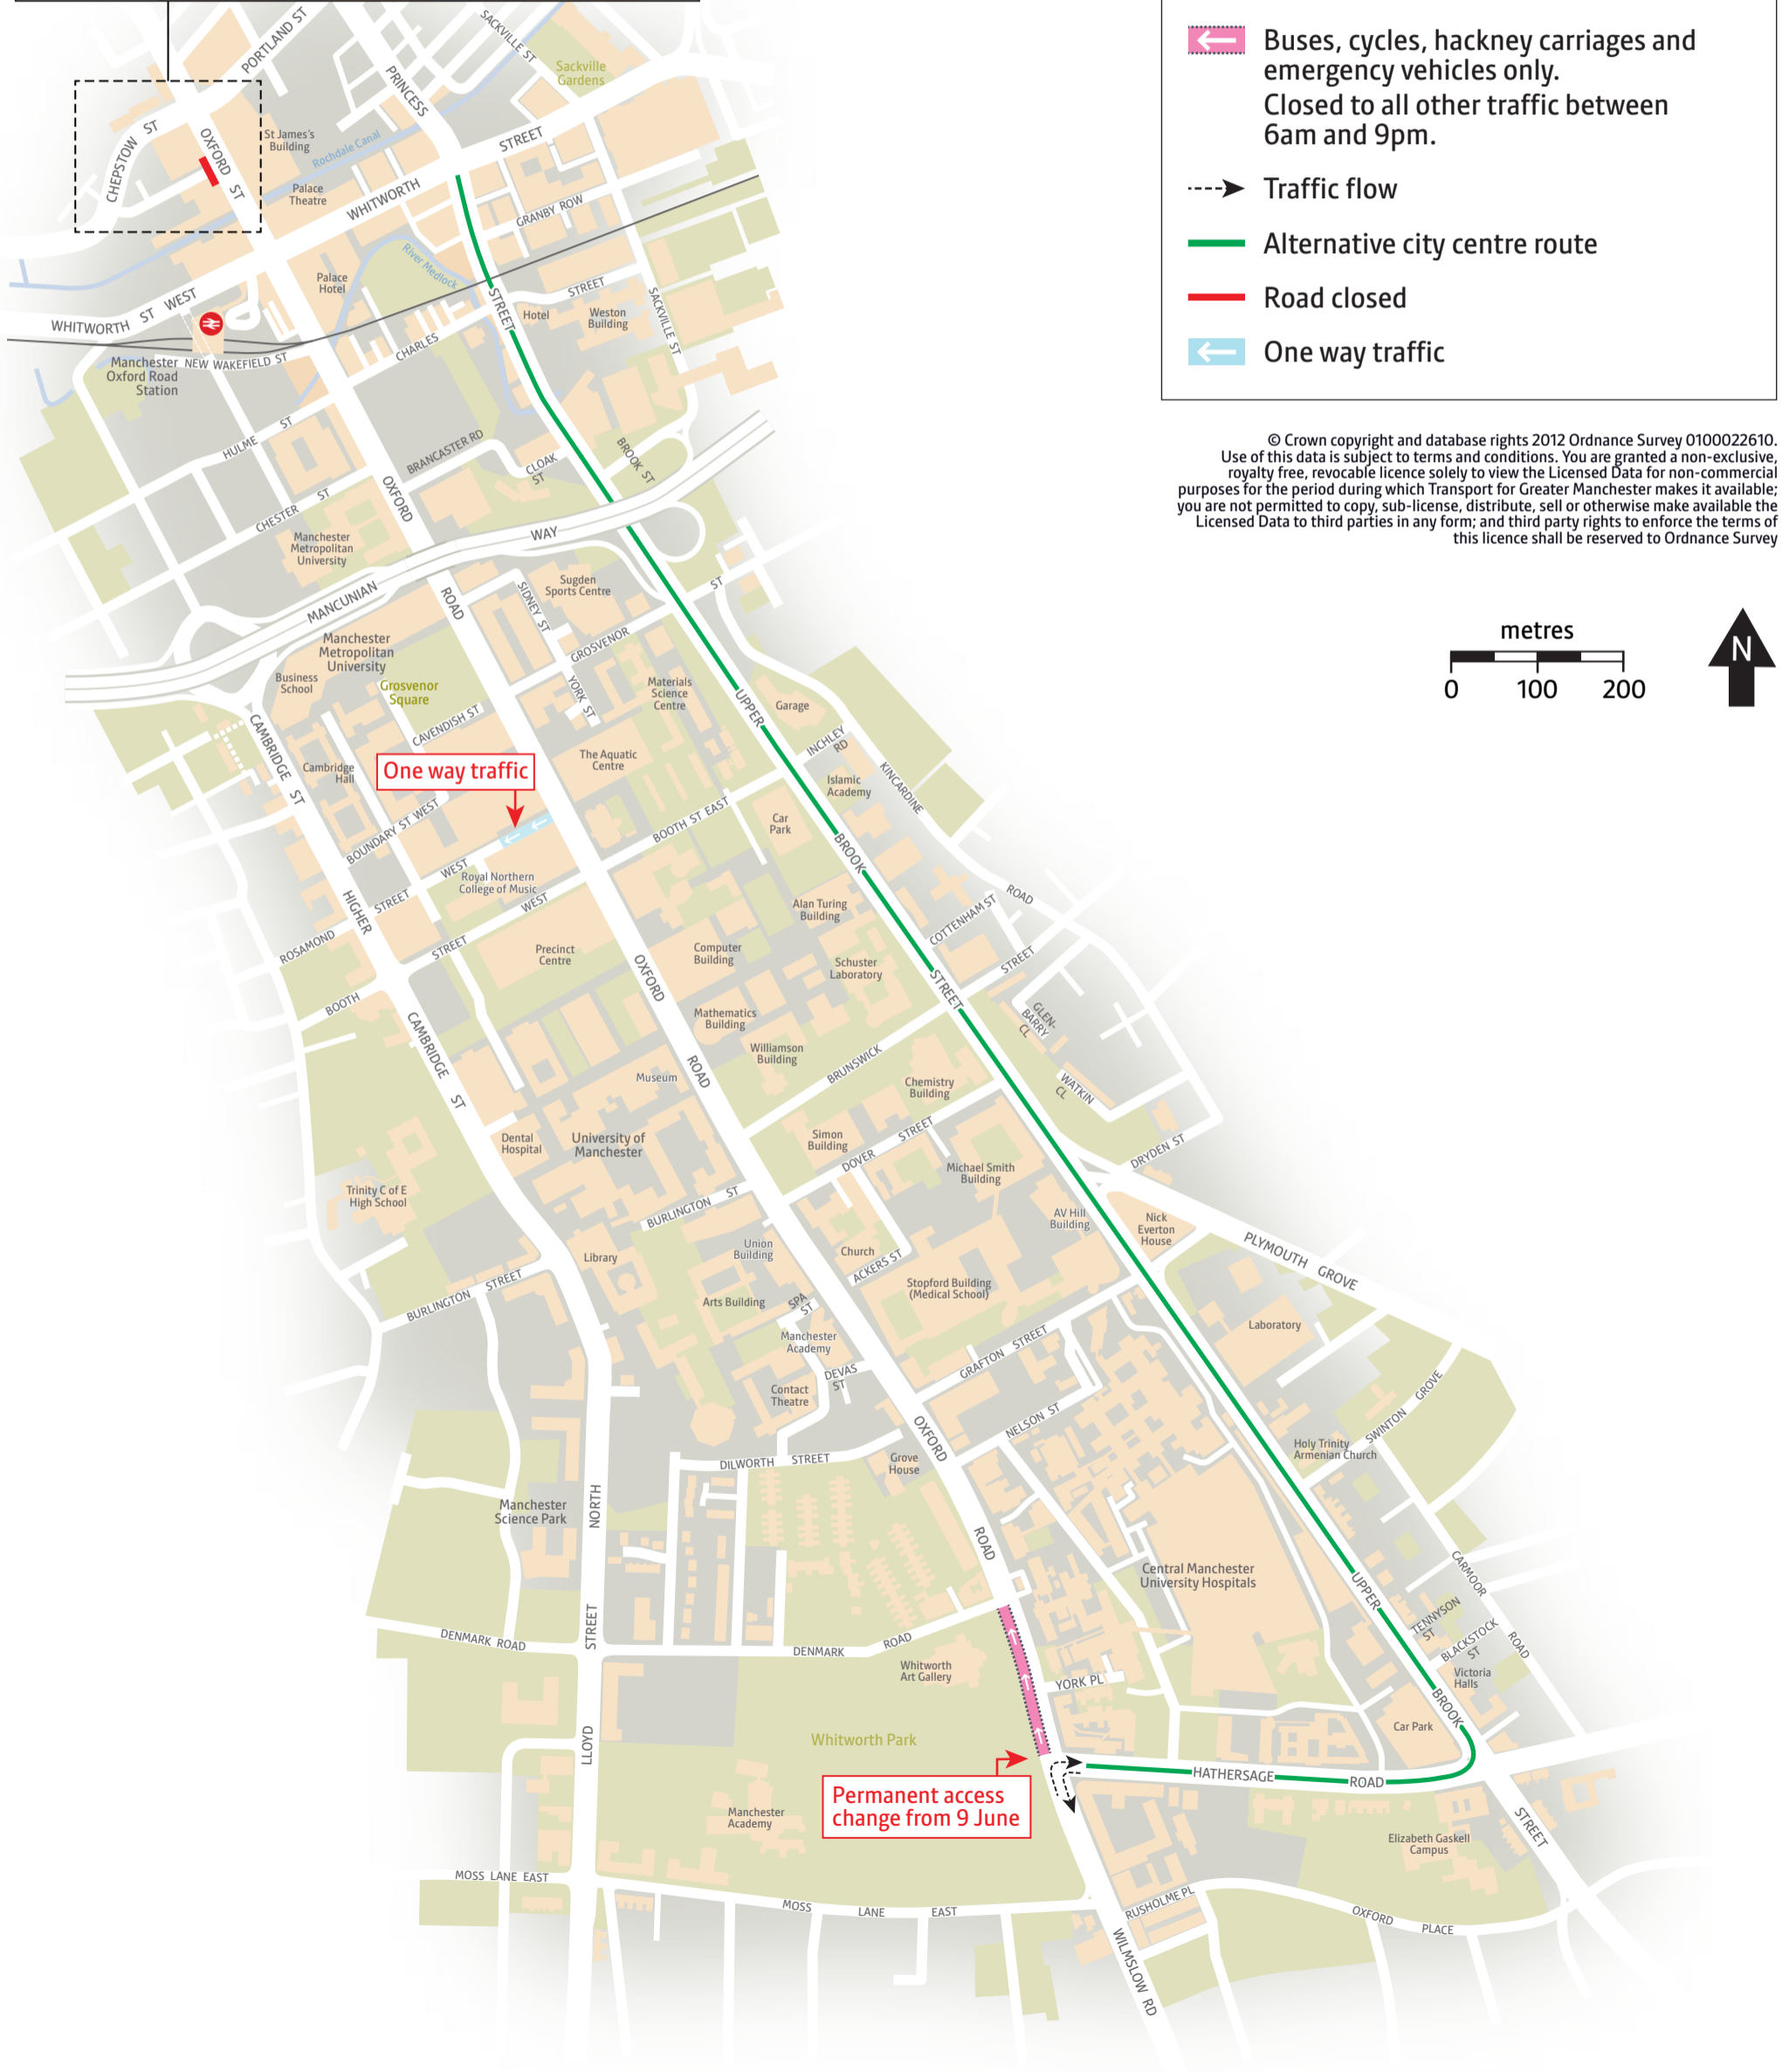 PORTLAND ST
SACKVILLE ST
Sackville
Gardens
PRINCESS
CHEPSTOW ST
OXFORD ST
St James's
Building
Rochdale Canal
STREET
Palace
Theatre
WHITWORTH
GRANBY ROW
River Medlock
Palace
Hotel
STREET
STREET
Hotel
Weston
Building
SACKVILLE ST
WHITWORTH ST WEST
CHARLES
Manchester
Oxford Road
Station
NEW WAKEFIELD ST
HULME ST
BRANCASTER RD
CLOAK
ST
BROOK ST
OXFORD
CHESTER ST
Manchester
Metropolitan
University
WAY
MANCUNIAN
ROAD
SIDNEY ST
Sugden
Sports Centre
ST
GROSVENOR
Manchester
Metropolitan
University
Business
School
Grosvenor
Square
YORK ST
Materials
Science
Centre
UPPER
Garage
CAVENDISH ST
CAMBRIDGE ST
INCHLEY
RD
KINCARDINE
Cambridge
Hall
One way traffic
The Aquatic
Centre
Islamic
Academy
BOUNDARY ST WEST
BOOTH ST EAST
Car
Park
BROOK
WEST
Royal Northern
College of Music
STREET
WEST
HIGHER
ROSAMOND
Alan Turing
Building
COTTENHAM ST
ROAD
STREET
Precinct
Centre
Computer
Building
Schuster
Laboratory
STREET
OXFORD
STREET
BOOTH
Mathematics
Building
GLEN-
BARRY
CL
CAMBRIDGE ST
Williamson
Building
BRUNSWICK
ROAD
Museum
Chemistry
Building
WATKIN
CL
Dental
Hospital
University of
Manchester
Simon
Building
STREET
DOVER
DRYDEN ST
Michael Smith
Building
Trinity C of E
High School
BURLINGTON ST
AV Hill
Building
Nick
Everton
House
Library
Union
Building
Church
ACKERS ST
PLYMOUTH GROVE
BURLINGTON STREET
Stopford Building
(Medical School)
Arts Building
SPA
ST
Laboratory
Manchester
Academy
GRAFTON STREET
DEVAS
ST
Contact
Theatre
NELSON ST
SWINTON GROVE
OXFORD
Holy Trinity
Armenian Church
DILWORTH STREET
Grove
House
Manchester
Science Park
NORTH
ROAD
Central Manchester
University Hospitals
CARMOOR
UPPER
TENNYSON
ST
BLACKSTOCK
ST
ROAD
DENMARK ROAD
STREET
DENMARK ROAD
Whitworth
Art Gallery
YORK PL
Victoria
Halls
BROOK
Car Park
LLOYD
Whitworth Park
HATHERSAGE ROAD
Permanent access
change from 9 June
Manchester
Academy
STREET
Elizabeth Gaskell
Campus
MOSS LANE EAST
MOSS LANE EAST
RUSHOLME PL
OXFORD PLACE
WILMSLOW RD
Buses, cycles, hackney carriages and
emergency vehicles only.
Closed to all other traffic between
6am and 9pm.
Traffic flow
Alternative city centre route
Road closed
One way traffic
© Crown copyright and database rights 2012 Ordnance Survey 0100022610.
Use of this data is subject to terms and conditions. You are granted a non-exclusive,
royalty free, revocable licence solely to view the Licensed Data for non-commercial
purposes for the period during which Transport for Greater Manchester makes it available;
you are not permitted to copy, sub-license, distribute, sell or otherwise make available the
Licensed Data to third parties in any form; and third party rights to enforce the terms of
this licence shall be reserved to Ordnance Survey
metres
0 100 200
N